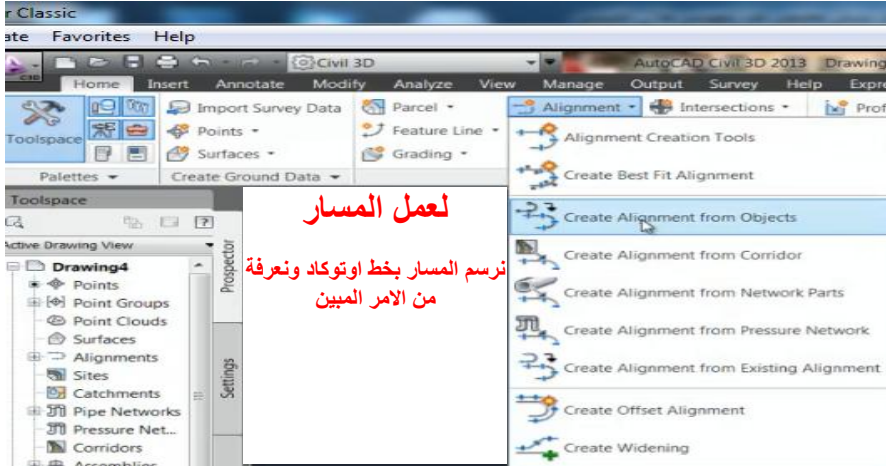 r Classic
ate Favorites Help
Civil 3D
AutoCAD Civil 3D 2013 Drawing
Home Insert Annotate Modify Analyze View Manage Output Survey Help Expre
Toolspace
Import Survey Data
Points
Surfaces
Parcel
Feature Line
Grading
Alignment
Intersections
Prof
Palettes
Create Ground Data
Alignment Creation Tools
Create Best Fit Alignment
Create Alignment from Objects
Create Alignment from Corridor
Create Alignment from Network Parts
Create Alignment from Pressure Network
Create Alignment from Existing Alignment
Create Offset Alignment
Create Widening
Toolspace
Active Drawing View
Drawing4
Points
Point Groups
Point Clouds
Surfaces
Alignments
Sites
Catchments
Pipe Networks
Pressure Net...
Corridors
Assemblies
Prospector
Settings
لعمل المسار
نرسم المسار بخط اوتوكاد ونعرفة
من الامر المبين